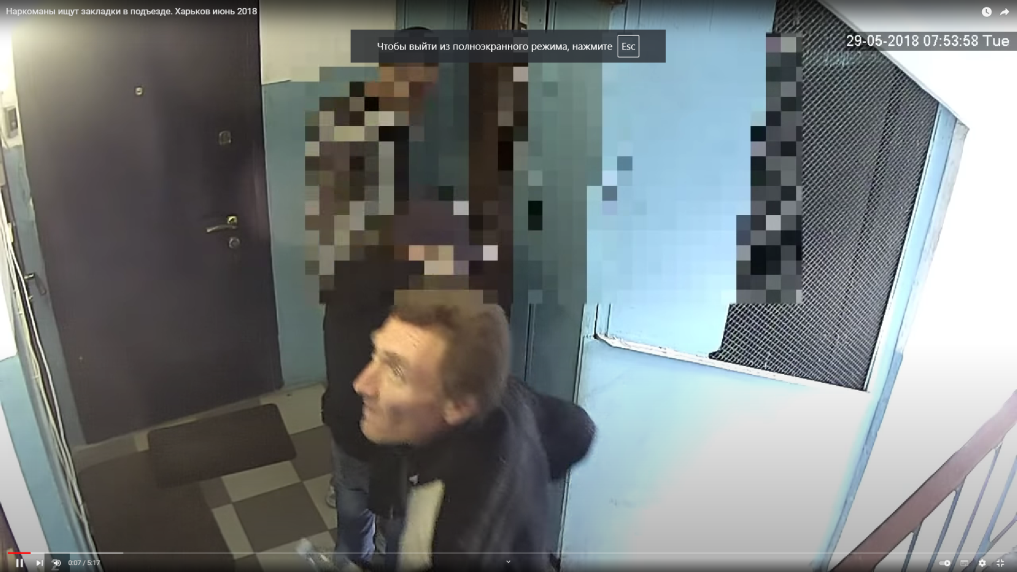 Наркоманы ищут закладки в подъезде. Харьков июнь 2018
Чтобы выйти из полноэкранного режима, нажмите Esc
29-05-2018 07:53:58 Tue
0:07 / 5:17